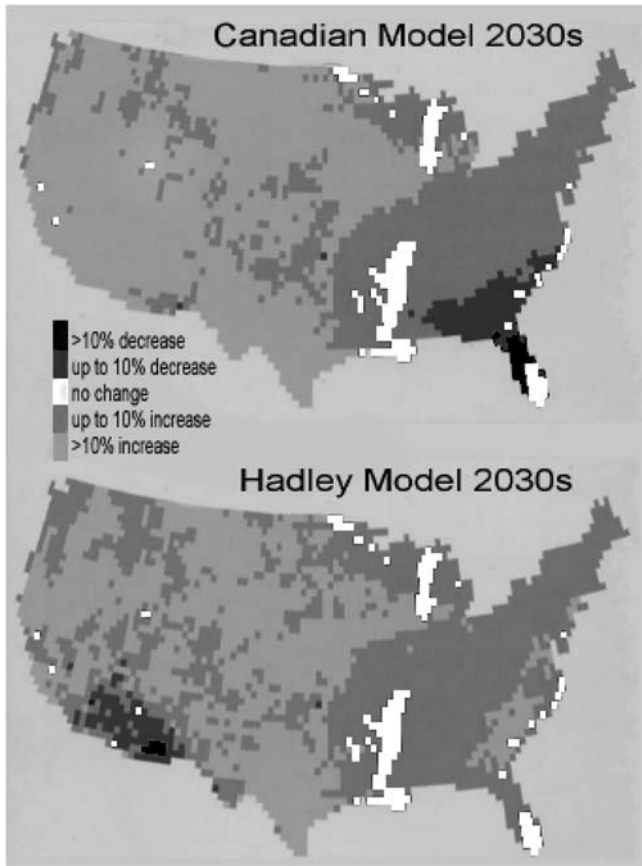 Canadian Model 2030s
>10% decrease
up to 10% decrease
no change
up to 10% increase
>10% increase
Hadley Model 2030s